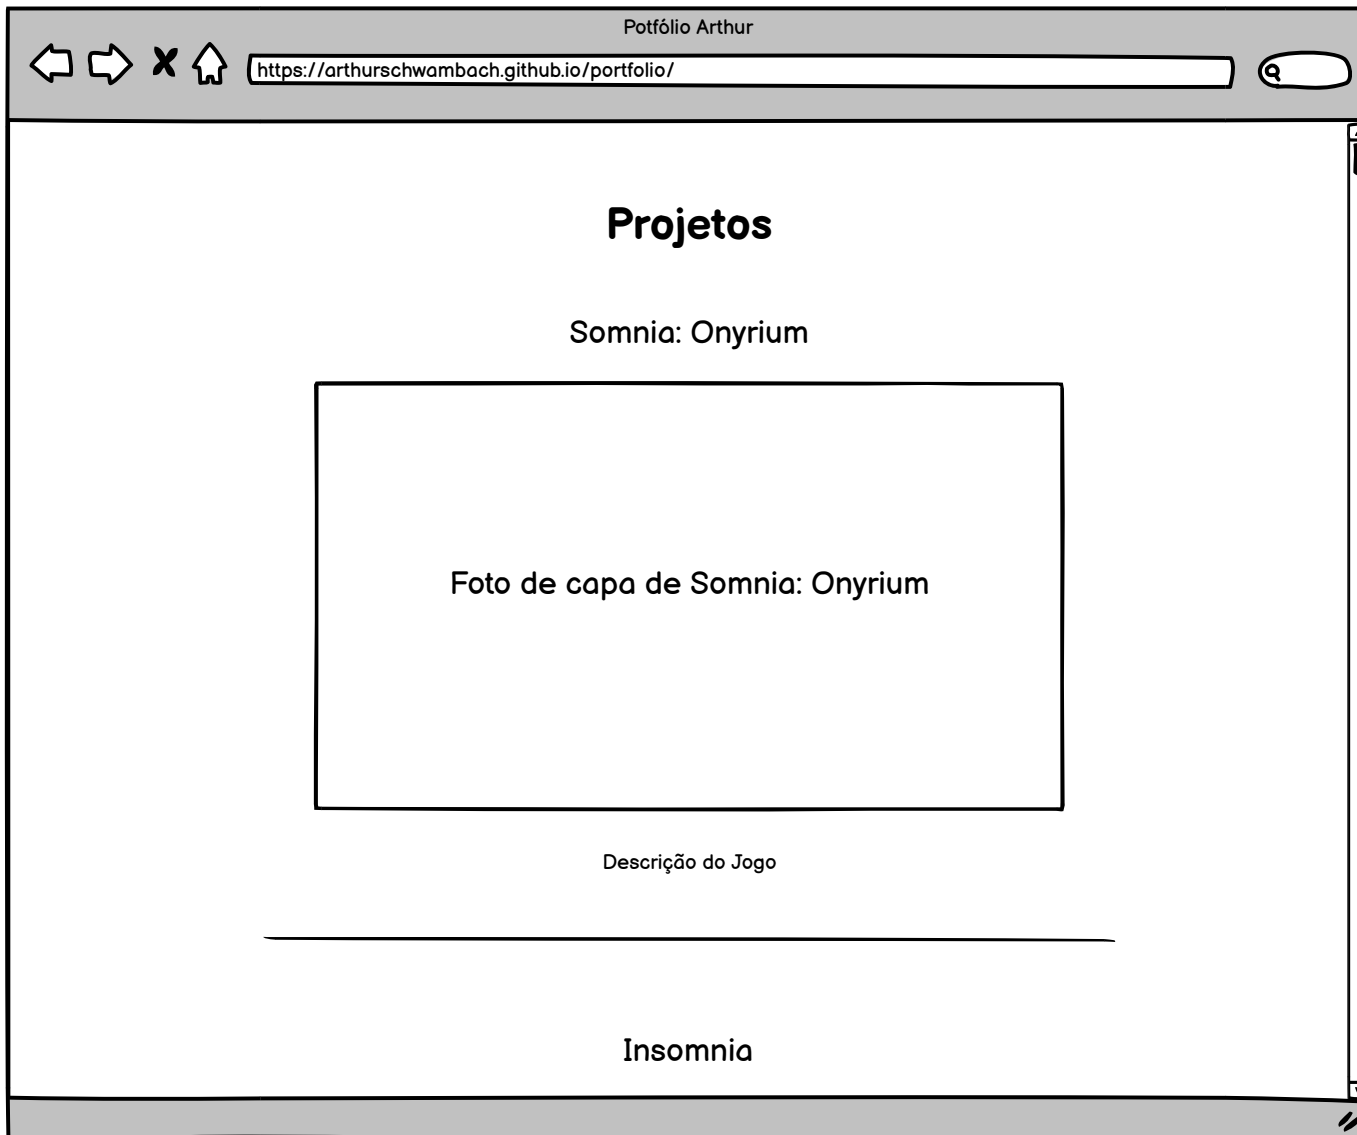 Potfólio Arthur
https://arthurschwambach.github.io/portfolio/
Projetos
Somnia: Onyrium
Foto de capa de Somnia: Onyrium
Descrição do Jogo
Insomnia